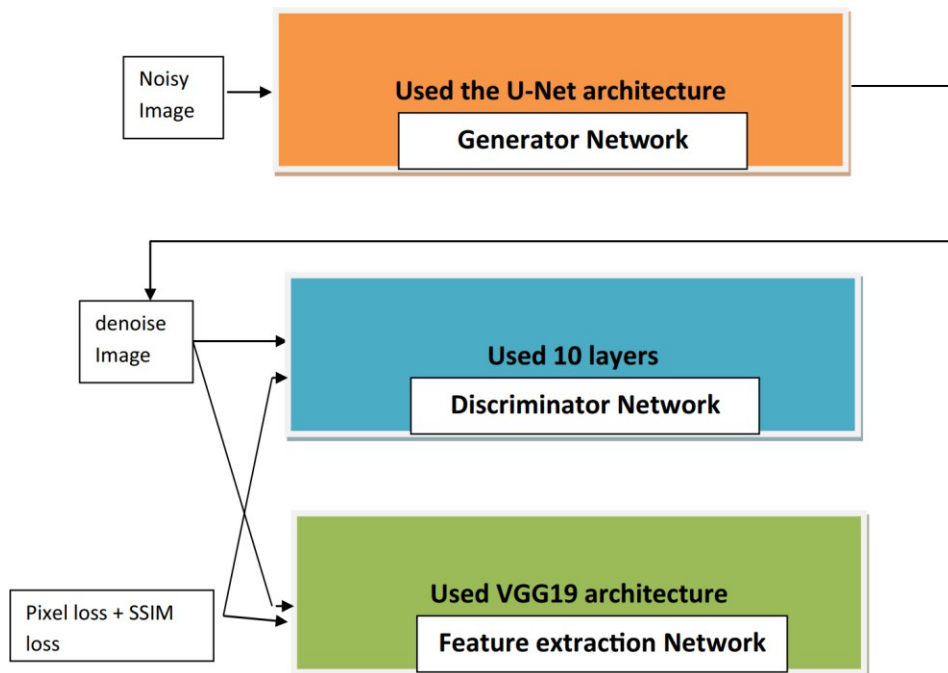 Noisy
Image
Used the U-Net architecture
Generator Network
denoise
Image
Used 10 layers
Discriminator Network
Pixel loss + SSIM
loss
Used VGG19 architecture
Feature extraction Network